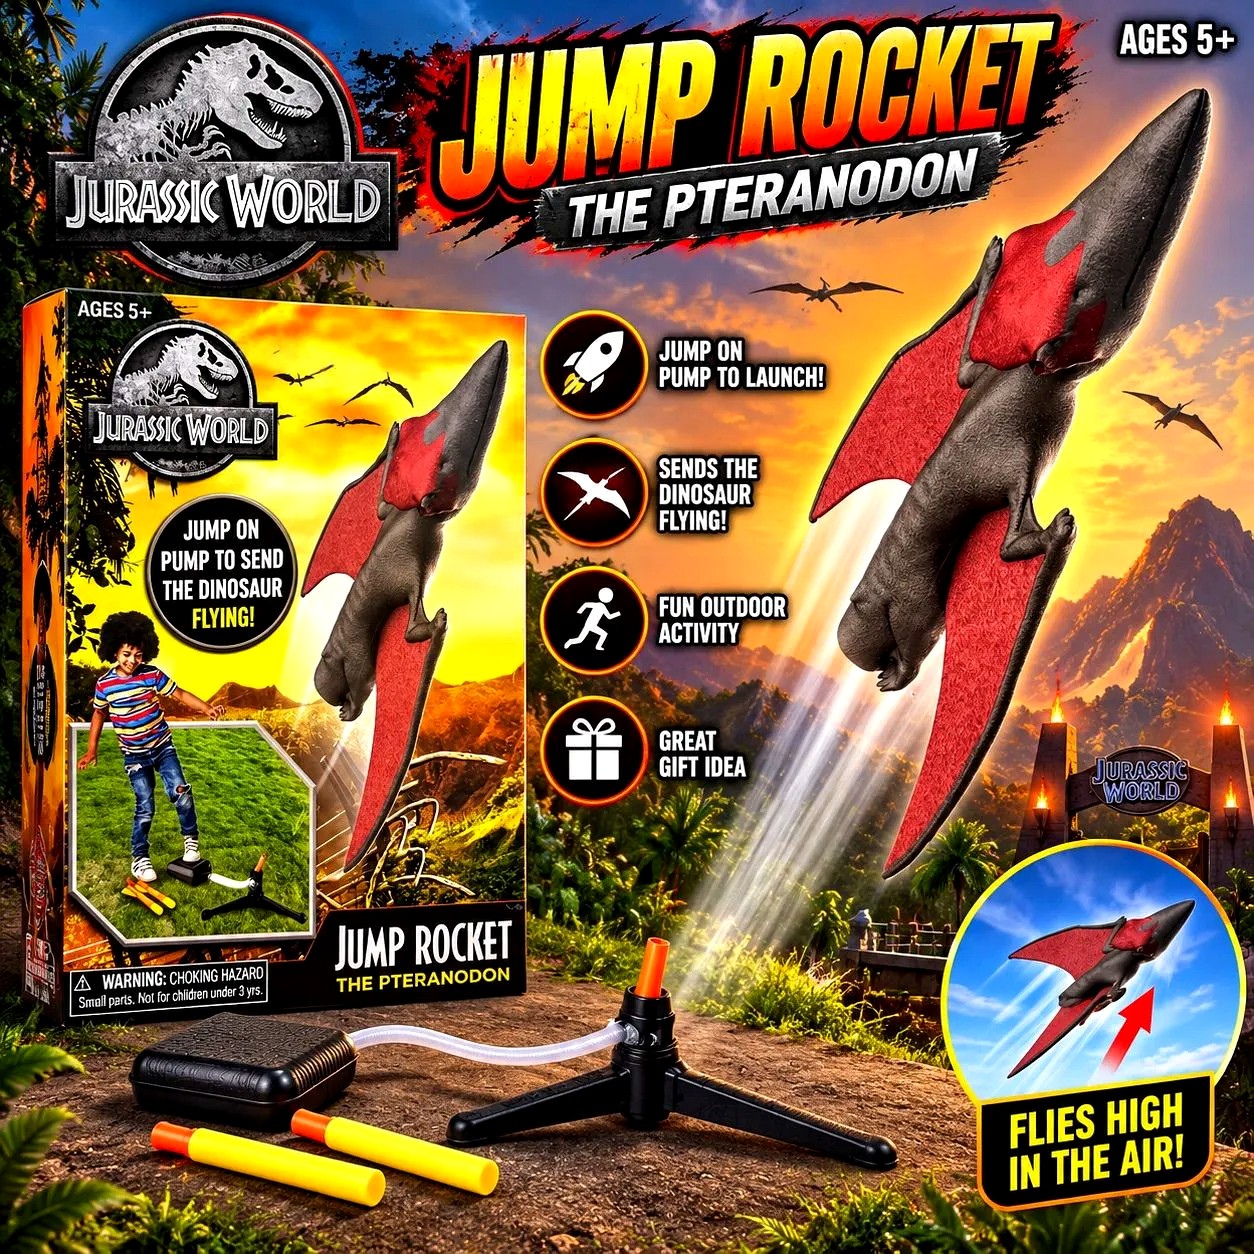 JURASSIC WORLD
JUMP ROCKET
THE PTERANODON
AGES 5+
AGES 5+
JURASSIC WORLD
JUMP ON
PUMP TO SEND
THE DINOSAUR
FLYING!
JUMP ROCKET
THE PTERANODON
WARNING: CHOKING HAZARD
Small parts. Not for children under 3 yrs.
JUMP ON
PUMP TO LAUNCH!
SENDS THE
DINOSAUR
FLYING!
FUN OUTDOOR
ACTIVITY
GREAT
GIFT IDEA
JURASSIC
WORLD
FLIES HIGH
IN THE AIR!